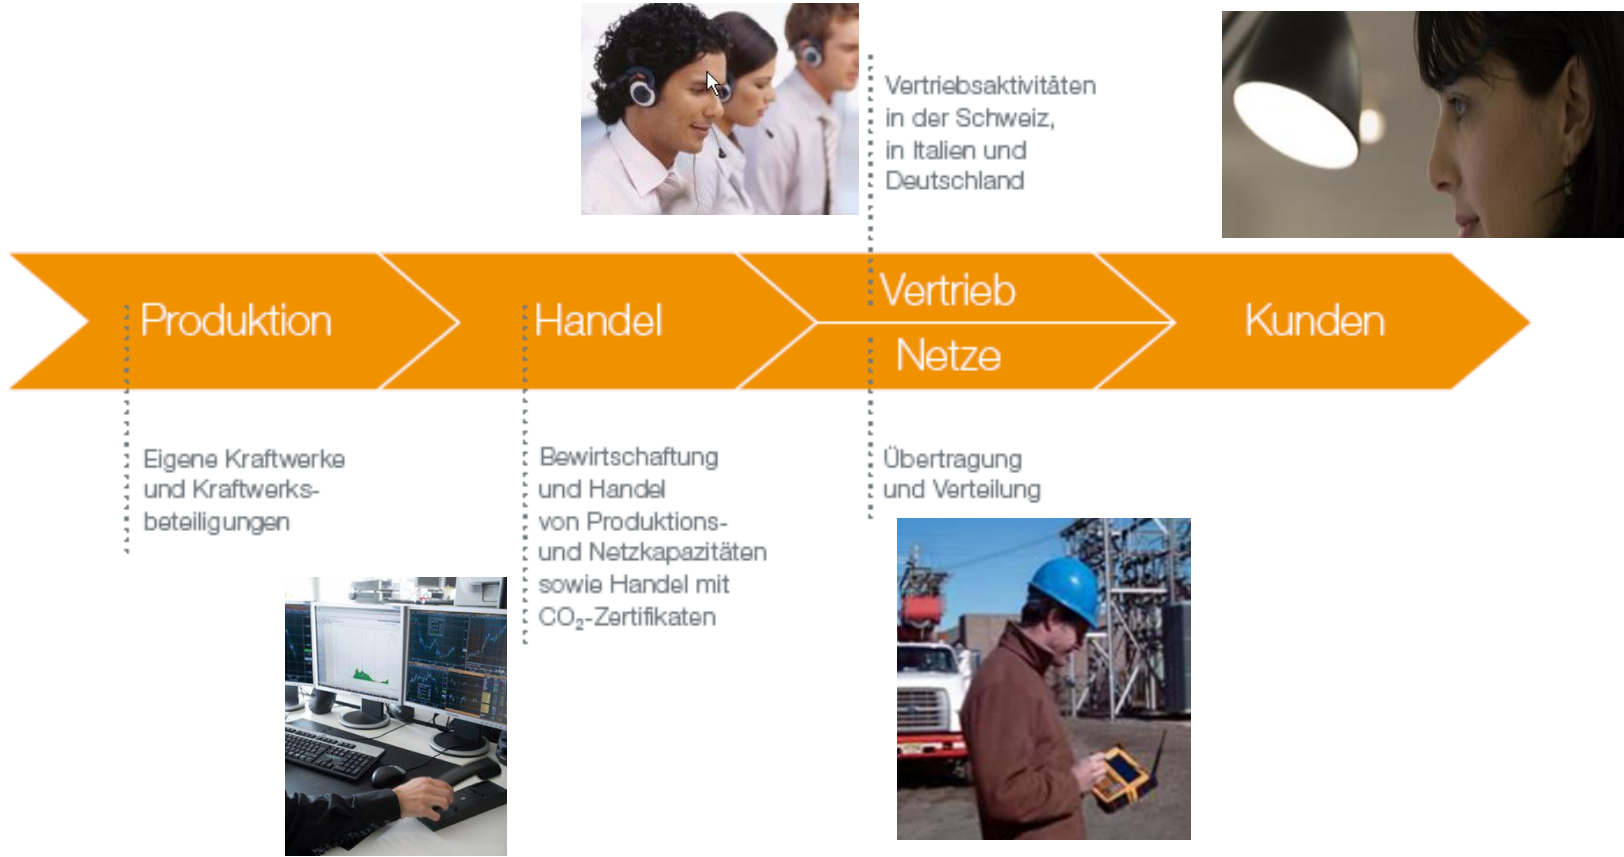 Vertriebsaktivitäten
in der Schweiz,
in Italien und
Deutschland
Produktion
Handel
Vertrieb
Netze
Kunden
Eigene Kraftwerke
und Kraftwerks-
beteiligungen
Bewirtschaftung
und Handel
von Produktions-
und Netzkapazitäten
sowie Handel mit
CO₂-Zertifikaten
Übertragung
und Verteilung